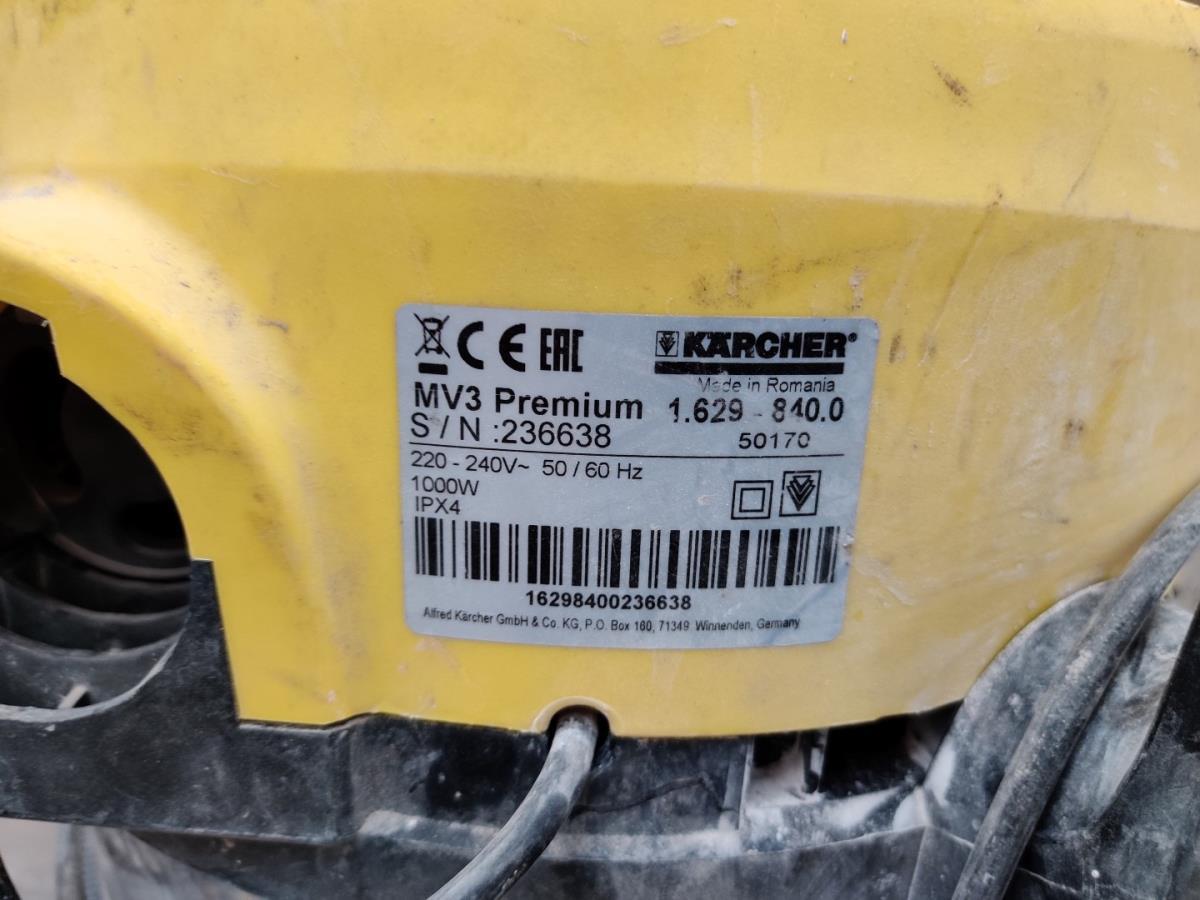 CE EAC KÄRCHER®
Made in Romania
MV3 Premium 1.629 - 840.0
S / N :236638 50170
220 - 240V~ 50 / 60 Hz
1000W
IPX4
16298400236638
Alfred Kärcher GmbH & Co. KG, P.O. Box 160, 71349 Winnenden, Germany